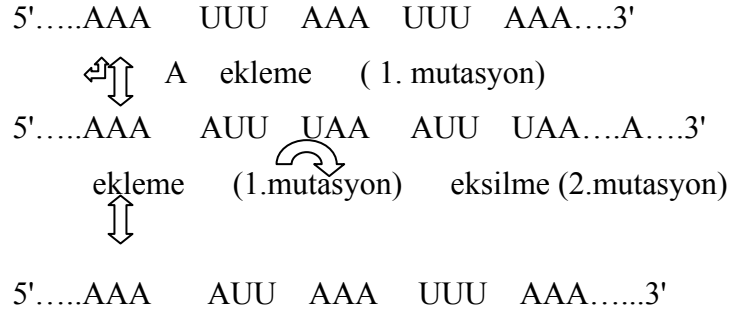 5'…..AAA UUU AAA UUU AAA….3'
A ekleme ( 1. mutasyon)
5'…..AAA AUU UAA AUU UAA….A….3'
ekleme (1.mutasyon) eksilme (2.mutasyon)
5'…..AAA AUU AAA UUU AAA…...3'